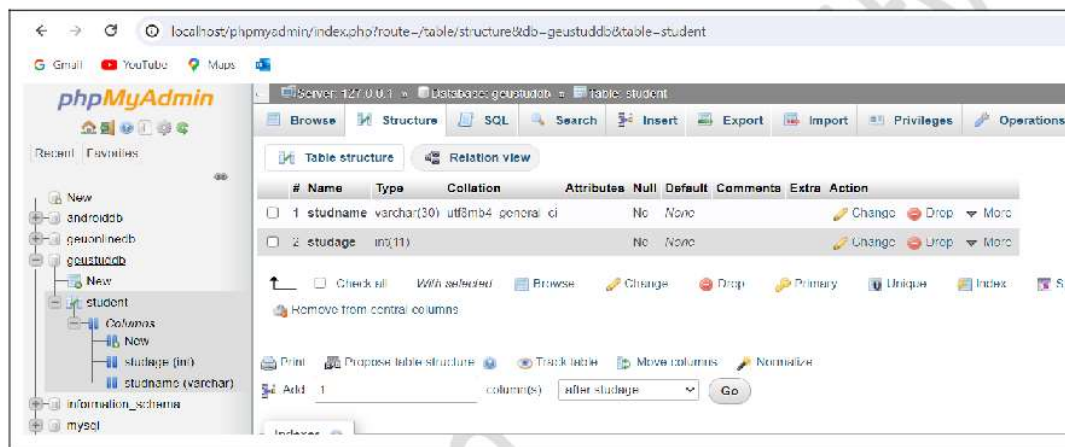 localhost/phpmyadmin/index.php?route=/table/structure&db=geustuddb&table=student
Gmail YouTube Maps
phpMyAdmin
Recent Favorites
New
androiddb
geuonlinedb
geustuddb
New
student
Columns
New
studage (int)
studname (varchar)
information_schema
mysql
Server: 127.0.0.1 » Database: geustuddb » Table: student
Browse Structure SQL Search Insert Export Import Privileges Operations
Table structure Relation view
# Name Type Collation Attributes Null Default Comments Extra Action
1 studname varchar(30) utf8mb4_general_ci No None Change Drop More
2 studage int(11) No None Change Drop More
Check all With selected Browse Change Drop Primary Unique Index S
Remove from central columns
Print Propose table structure Track table Move columns Normalize
Add 1 column(s) after studage Go
Indexes